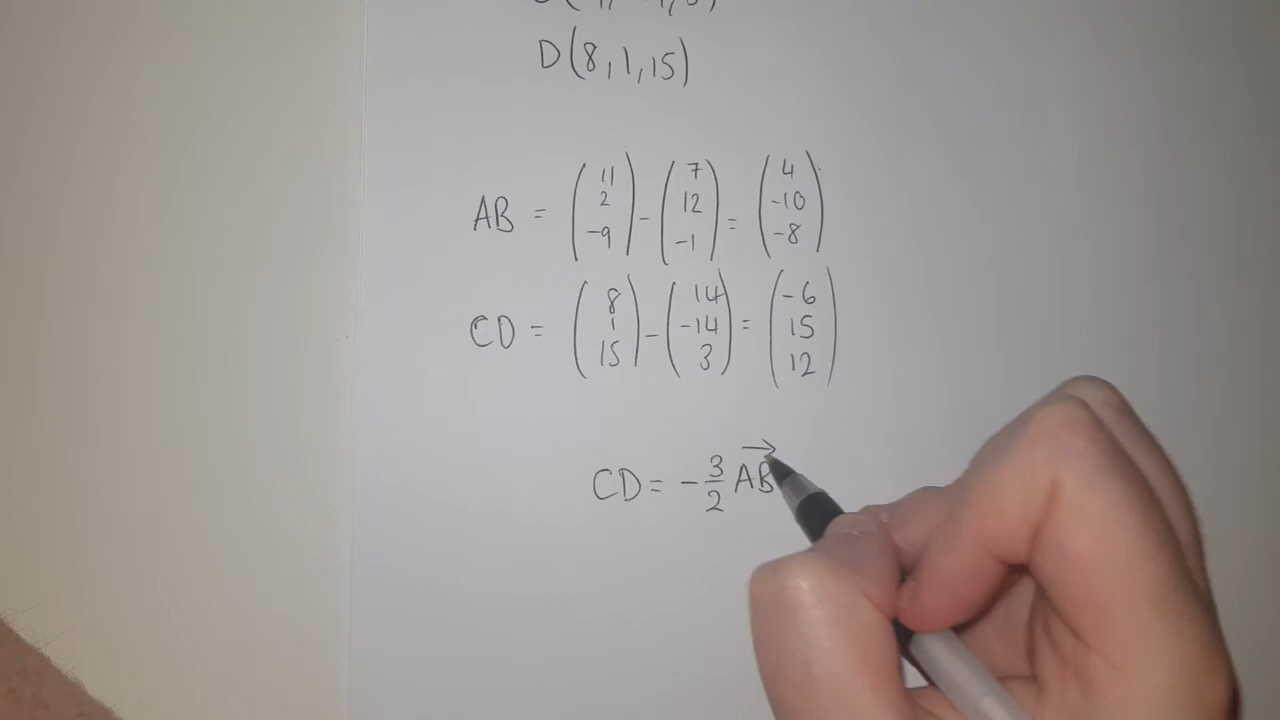 D(8,1,15)
AB = (11 2 -9) - (7 12 -1) = (4 -10 -8)
CD = (8 1 15) - (14 -14 3) = (-6 15 12)
CD = -3/2 AB→